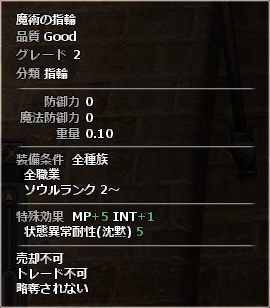 魔術の指輪
品質 Good
グレード 2
分類 指輪
防御力 0
魔法防御力 0
重量 0.10
装備条件 全種族
全職業
ソウルランク 2～
特殊効果 MP+5 INT+1
状態異常耐性(沈黙) 5
売却不可
トレード不可
略奪されない